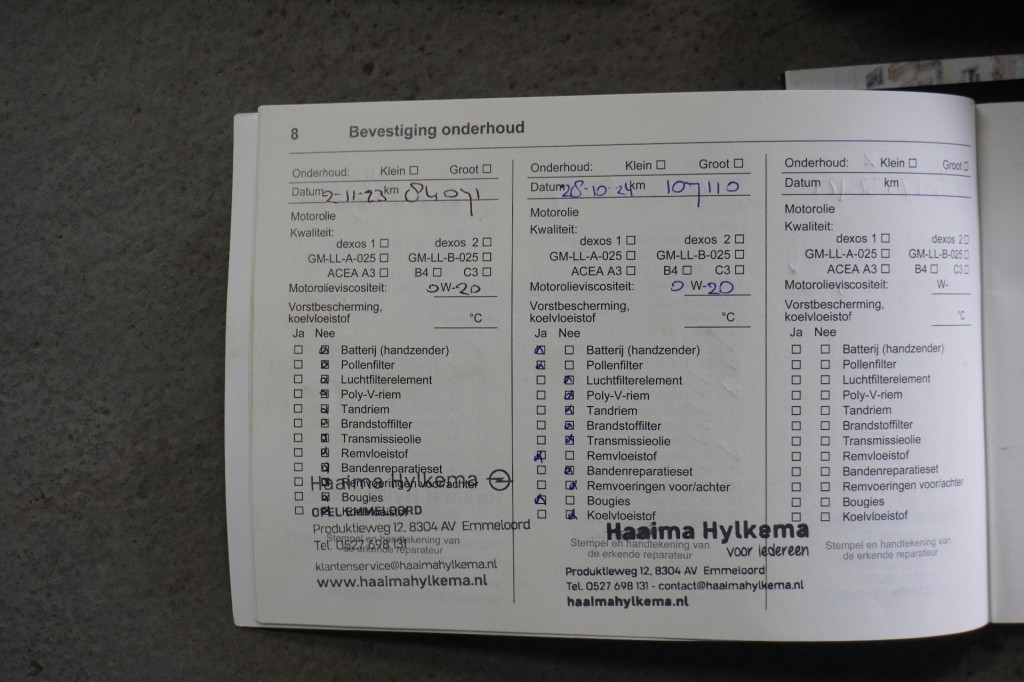 8 Bevestiging onderhoud
Onderhoud: Klein ☐ Groot ☐
Datum 2-11-23 km 84071
Motorolie
Kwaliteit:
dexos 1 ☐ dexos 2 ☐
GM-LL-A-025 ☐ GM-LL-B-025 ☐
ACEA A3 ☐ B4 ☐ C3 ☐
Motorolieviscositeit: 0 W-20
Vorstbescherming,
koelvloeistof °C
Ja Nee
☐ ☒ Batterij (handzender)
☐ ☒ Pollenfilter
☐ ☒ Luchtfilterelement
☐ ☒ Poly-V-riem
☐ ☒ Tandriem
☐ ☒ Brandstoffilter
☐ ☒ Transmissieolie
☐ ☒ Remvloeistof
☐ ☒ Bandenreparatieset
☐ ☒ Remvoeringen voor/achter
☐ ☒ Bougies
☐ ☒ Koelvloeistof
Stempel en handtekening van
de erkende reparateur
Haaima Hylkema
OPEL EMMELOORD
Produktieweg 12, 8304 AV Emmeloord
Tel. 0527 698 131
klantenservice@haaimahylkema.nl
www.haaimahylkema.nl
Onderhoud: Klein ☐ Groot ☐
Datum 28-10-24 km 107110
Motorolie
Kwaliteit:
dexos 1 ☐ dexos 2 ☐
GM-LL-A-025 ☐ GM-LL-B-025 ☐
ACEA A3 ☐ B4 ☐ C3 ☐
Motorolieviscositeit: 0 W-20
Vorstbescherming,
koelvloeistof °C
Ja Nee
☒ ☐ Batterij (handzender)
☒ ☐ Pollenfilter
☐ ☒ Luchtfilterelement
☐ ☒ Poly-V-riem
☐ ☒ Tandriem
☐ ☒ Brandstoffilter
☐ ☒ Transmissieolie
☒ ☐ Remvloeistof
☐ ☒ Bandenreparatieset
☐ ☒ Remvoeringen voor/achter
☒ ☐ Bougies
☐ ☒ Koelvloeistof
Stempel en handtekening van
de erkende reparateur
Haaima Hylkema
voor iedereen
Produktieweg 12, 8304 AV Emmeloord
Tel. 0527 698 131 - contact@haaimahylkema.nl
haaimahylkema.nl
Onderhoud: Klein ☐ Groot ☐
Datum km
Motorolie
Kwaliteit:
dexos 1 ☐ dexos 2 ☐
GM-LL-A-025 ☐ GM-LL-B-025 ☐
ACEA A3 ☐ B4 ☐ C3 ☐
Motorolieviscositeit: W-
Vorstbescherming,
koelvloeistof °C
Ja Nee
☐ ☐ Batterij (handzender)
☐ ☐ Pollenfilter
☐ ☐ Luchtfilterelement
☐ ☐ Poly-V-riem
☐ ☐ Tandriem
☐ ☐ Brandstoffilter
☐ ☐ Transmissieolie
☐ ☐ Remvloeistof
☐ ☐ Bandenreparatieset
☐ ☐ Remvoeringen voor/achter
☐ ☐ Bougies
☐ ☐ Koelvloeistof
Stempel en handtekening van
de erkende reparateur